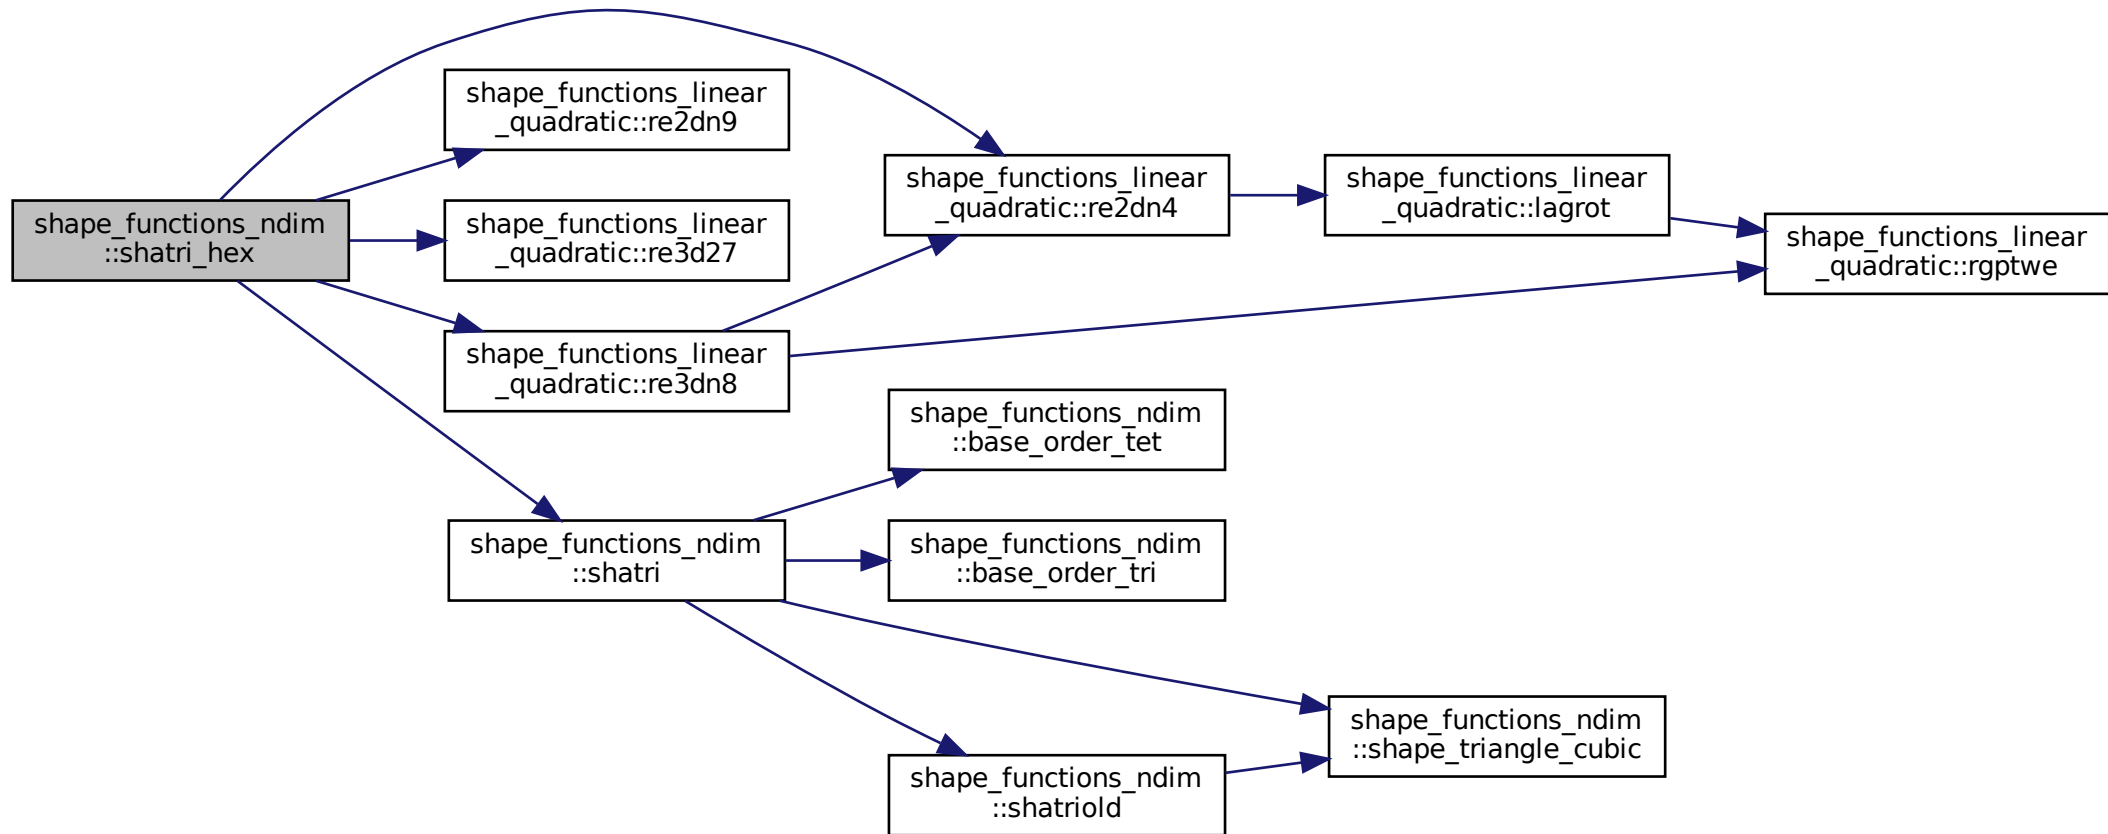 shape_functions_ndim
::shatri_hex
shape_functions_linear
_quadratic::re2dn9
shape_functions_linear
_quadratic::re3d27
shape_functions_linear
_quadratic::re3dn8
shape_functions_ndim
::shatri
shape_functions_linear
_quadratic::re2dn4
shape_functions_ndim
::base_order_tet
shape_functions_ndim
::base_order_tri
shape_functions_ndim
::shatriold
shape_functions_linear
_quadratic::lagrot
shape_functions_ndim
::shape_triangle_cubic
shape_functions_linear
_quadratic::rgptwe